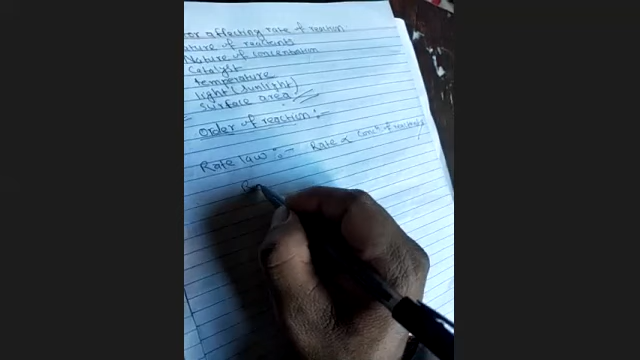 or affecting rate of reaction
ature of reactants
Nature of concentration
Catalyst
temperature
light (sunlight)
surface area
Order of reaction :-
Rate law :- Rate ∝ Concn of reactants
R